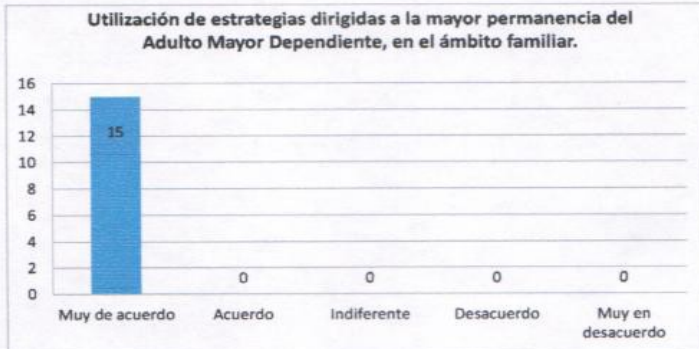 Utilización de estrategias dirigidas a la mayor permanencia del
Adulto Mayor Dependiente, en el ámbito familiar.
16
14
12
10
8
6
4
2
0
15
0
0
0
0
Muy de acuerdo
Acuerdo
Indiferente
Desacuerdo
Muy en
desacuerdo